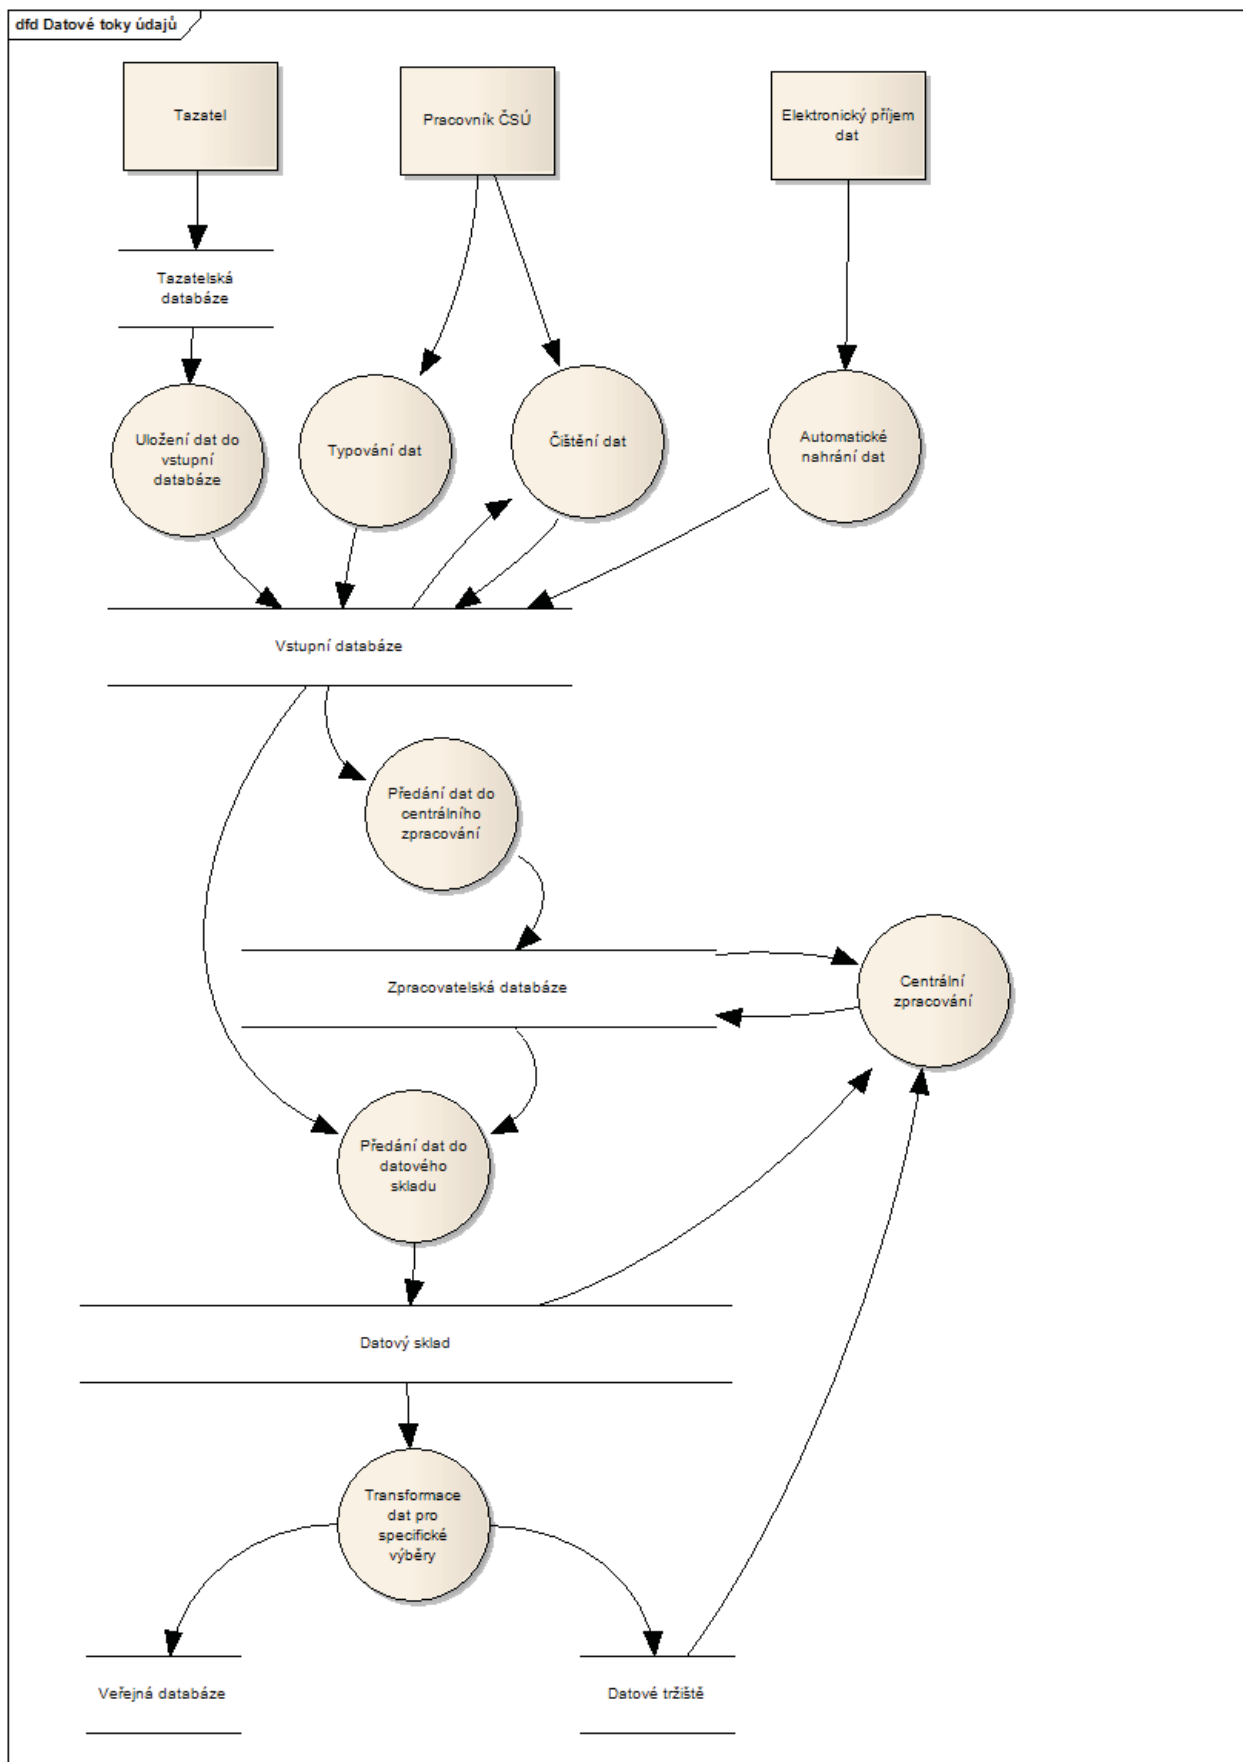 dfd Datové toky údajů
Tazatel
Pracovník ČSÚ
Elektronický příjem
dat
Tazatelská
databáze
Uložení dat do
vstupní
databáze
Typování dat
Čištění dat
Automatické
nahrání dat
Vstupní databáze
Předání dat do
centrálního
zpracování
Zpracovatelská databáze
Centrální
zpracování
Předání dat do
datového
skladu
Datový sklad
Transformace
dat pro
specifické
výběry
Veřejná databáze
Datové tržiště